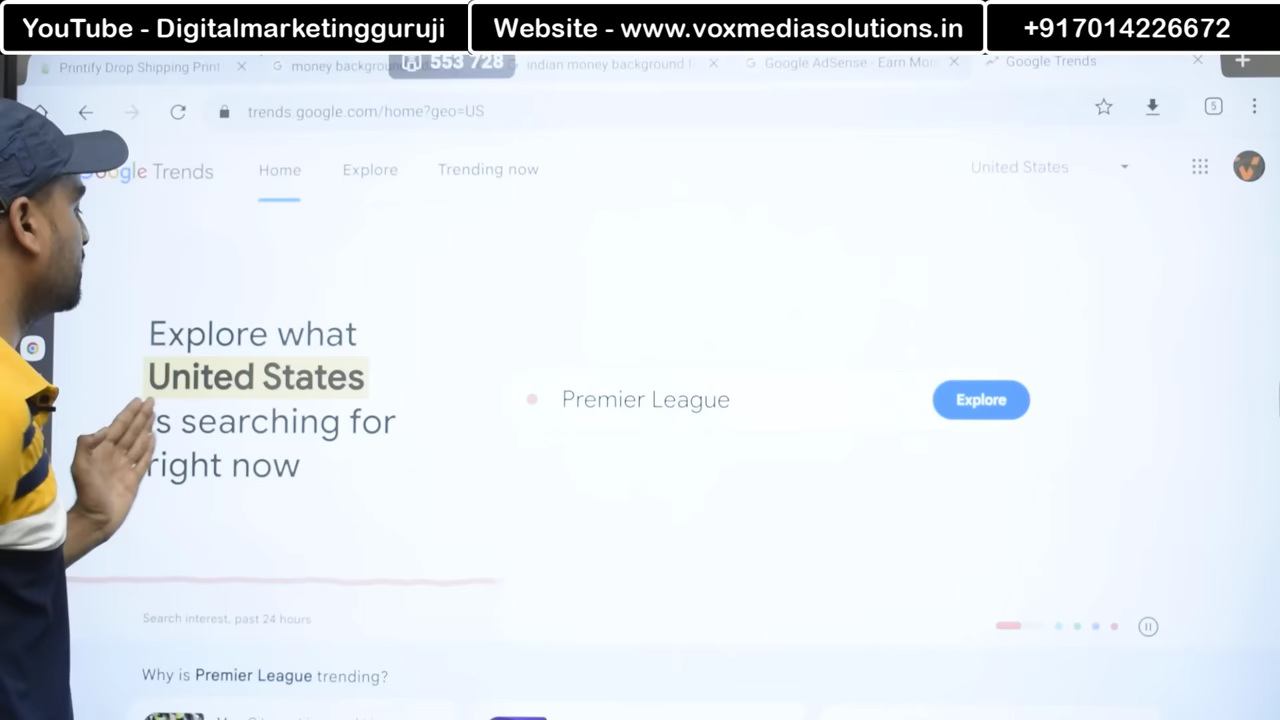 YouTube - Digitalmarketingguruji
Website - www.voxmediasolutions.in
+917014226672
Printify Drop Shipping Print
money backgroun
553 728
indian money background f
Google AdSense - Earn Mo
Google Trends
trends.google.com/home?geo=US
5
Google Trends
Home
Explore
Trending now
United States
Explore what
United States
is searching for
right now
Premier League
Explore
Search interest, past 24 hours
Why is Premier League trending?